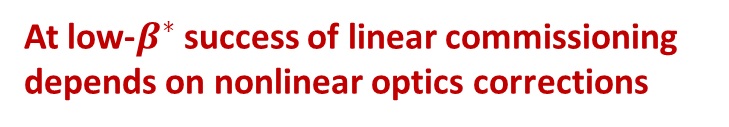 At low-β* success of linear commissioning
depends on nonlinear optics corrections